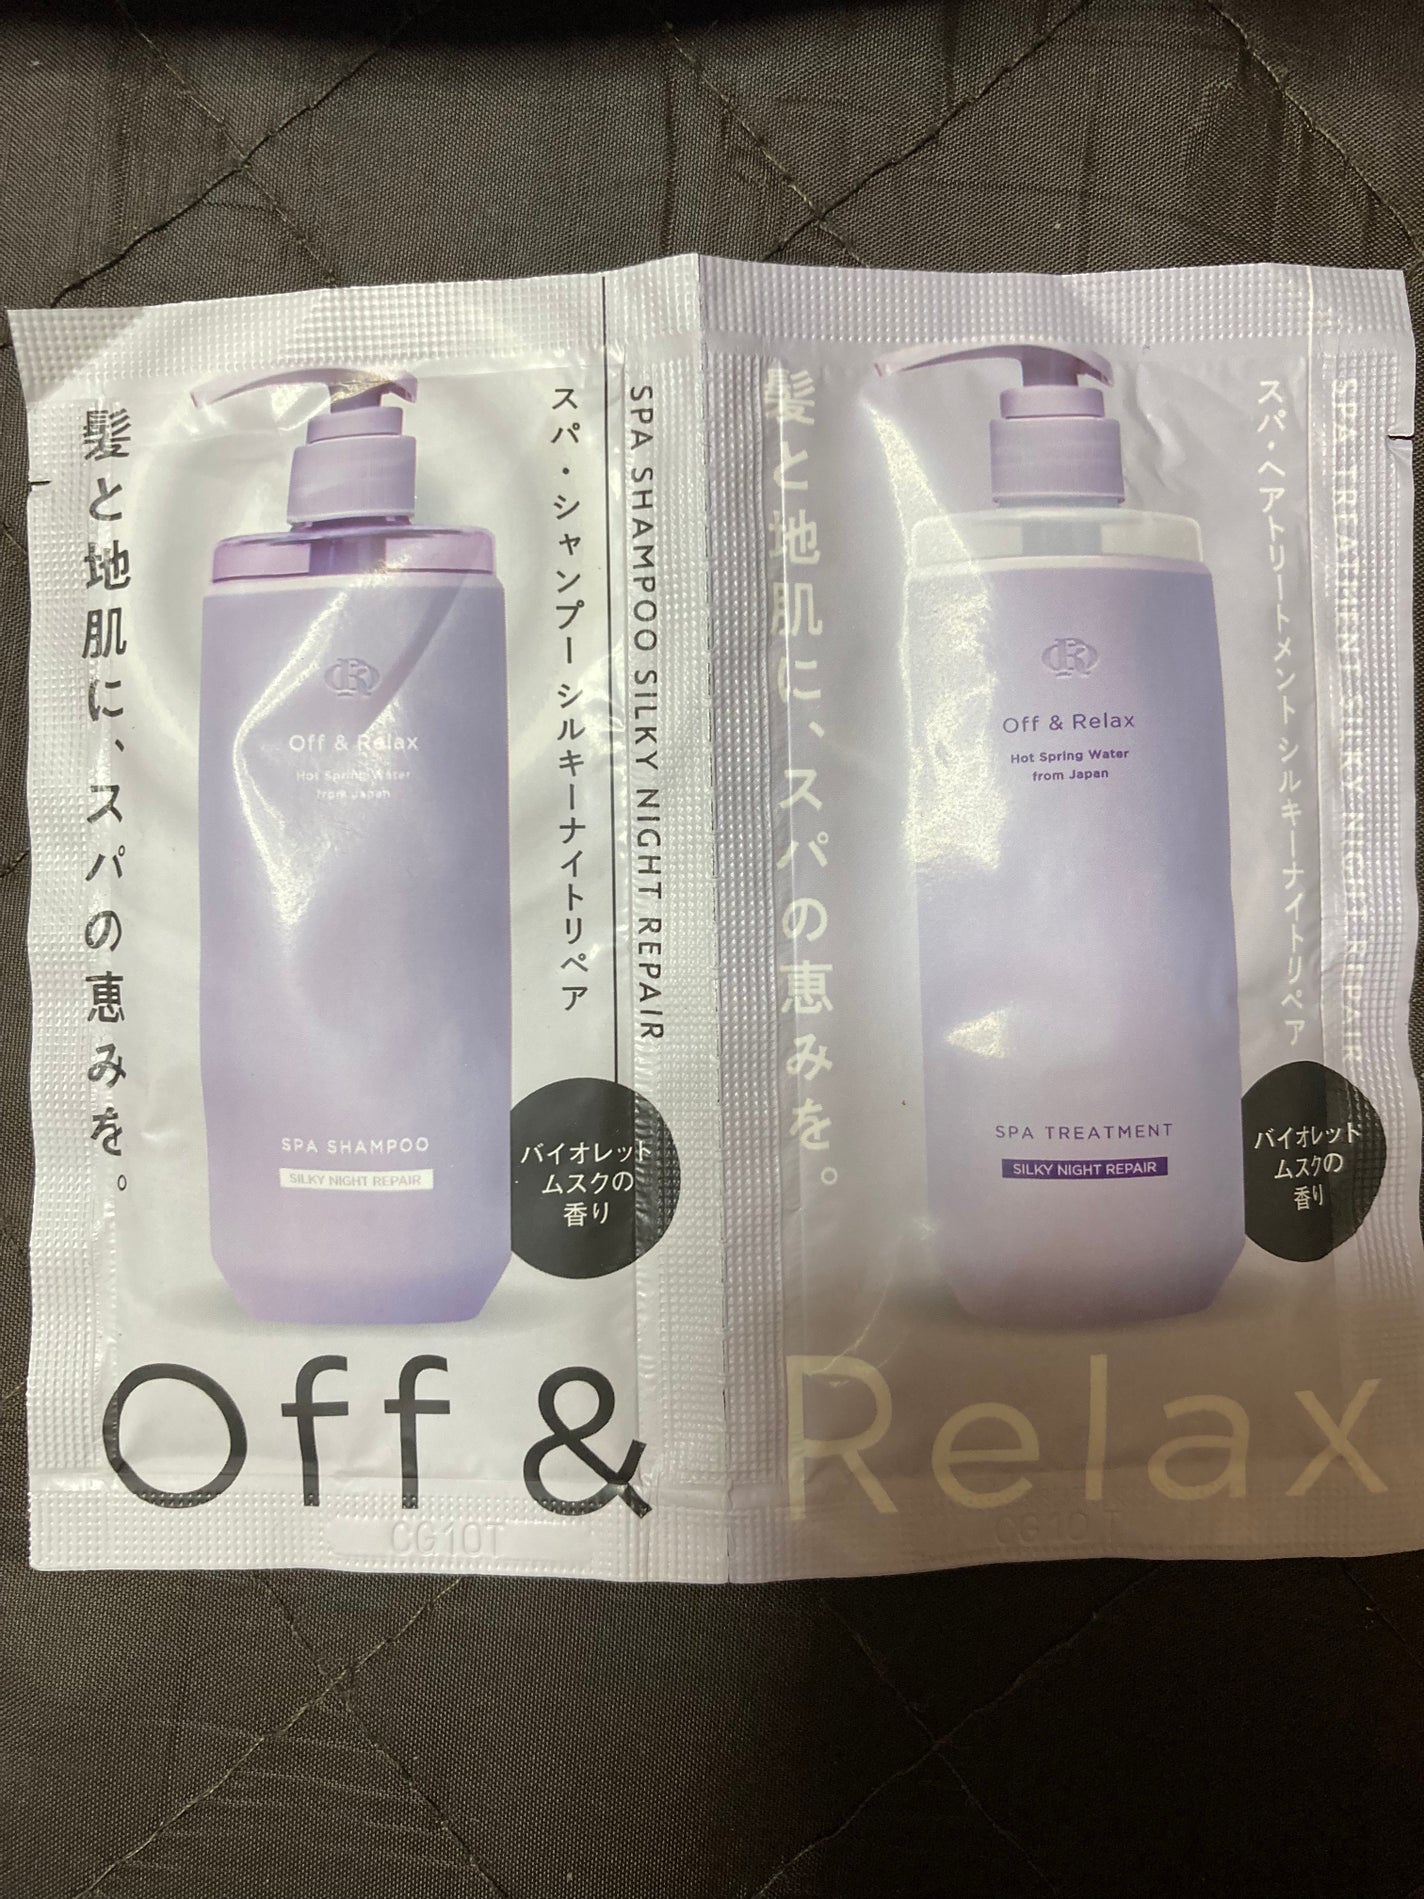 髪と地肌に、スパの恵みを。
スパ・シャンプー シルキーナイトリペア
SPA SHAMPOO SILKY NIGHT REPAIR
Off & Relax
Hot Spring Water
from Japan
SPA SHAMPOO
SILKY NIGHT REPAIR
バイオレット
ムスクの
香り
髪と地肌に、スパの恵みを。
スパ・ヘアトリートメント シルキーナイトリペア
SPA TREATMENT SILKY NIGHT REPAIR
Off & Relax
Hot Spring Water
from Japan
SPA TREATMENT
SILKY NIGHT REPAIR
バイオレット
ムスクの
香り
Off & Relax
CG10T
CG10T